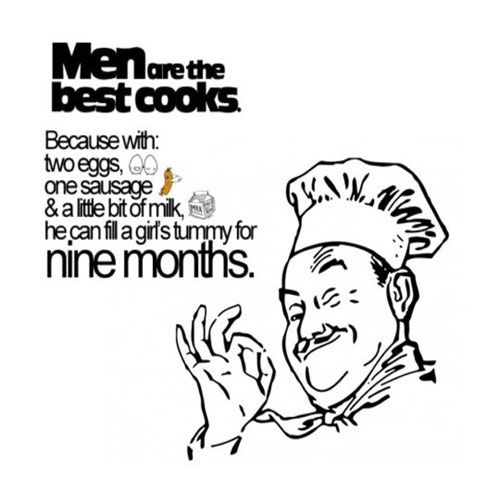 Men are the
best cooks.
Because with:
two eggs,
one sausage
& a little bit of milk,
he can fill a girl's tummy for
nine months.